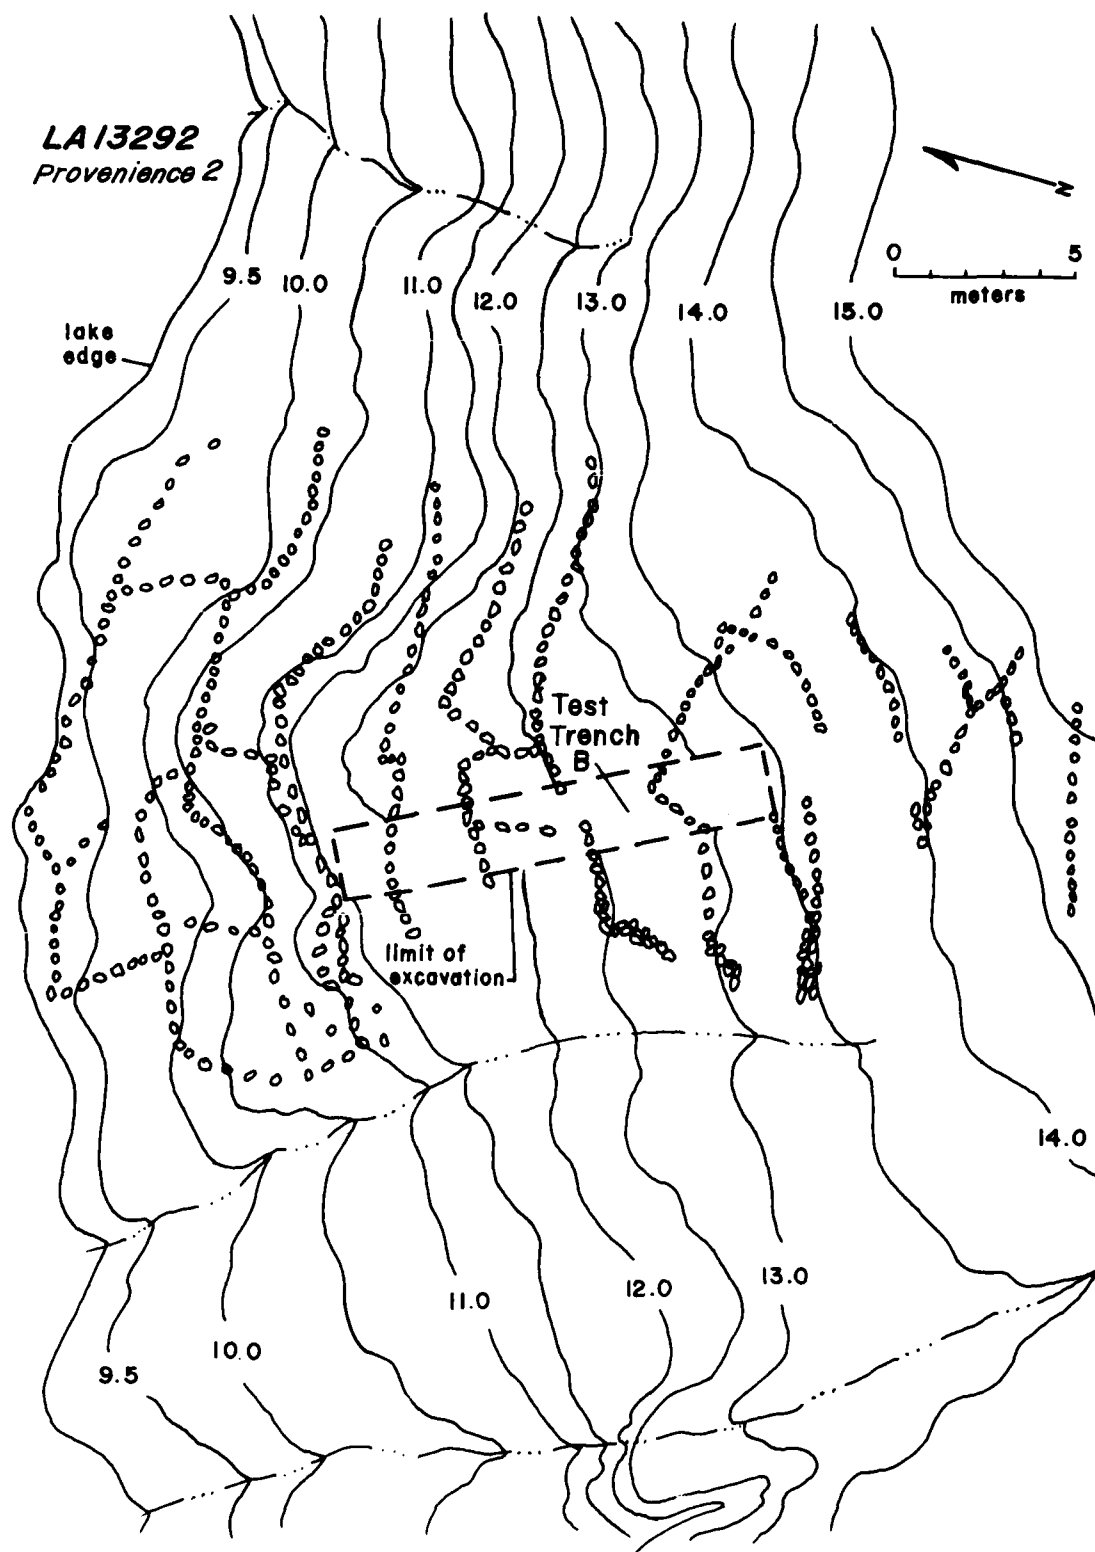 LA13292
Provenience 2
N
0 5
meters
9.5 10.0 11.0 12.0 13.0 14.0 15.0
lake
edge
Test
Trench
B
limit of
excavation
14.0
9.5 10.0 11.0 12.0 13.0